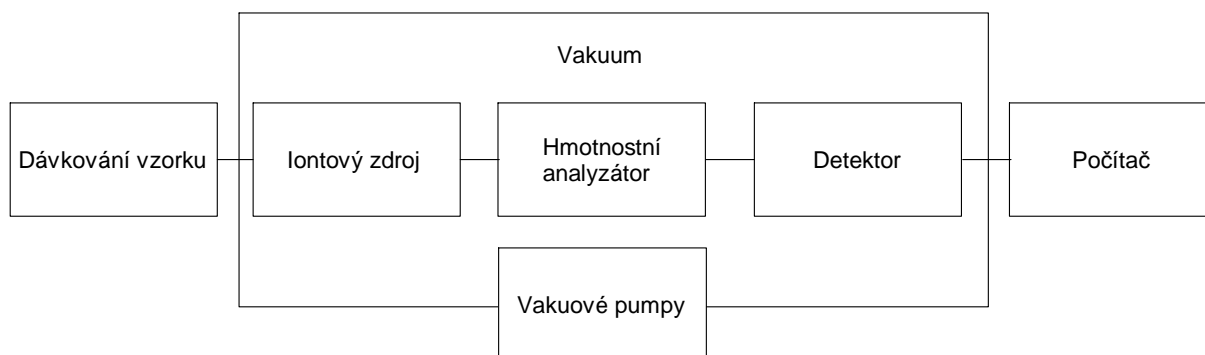 Vakuum
Dávkování vzorku
Iontový zdroj
Hmotnostní
analyzátor
Detektor
Počítač
Vakuové pumpy